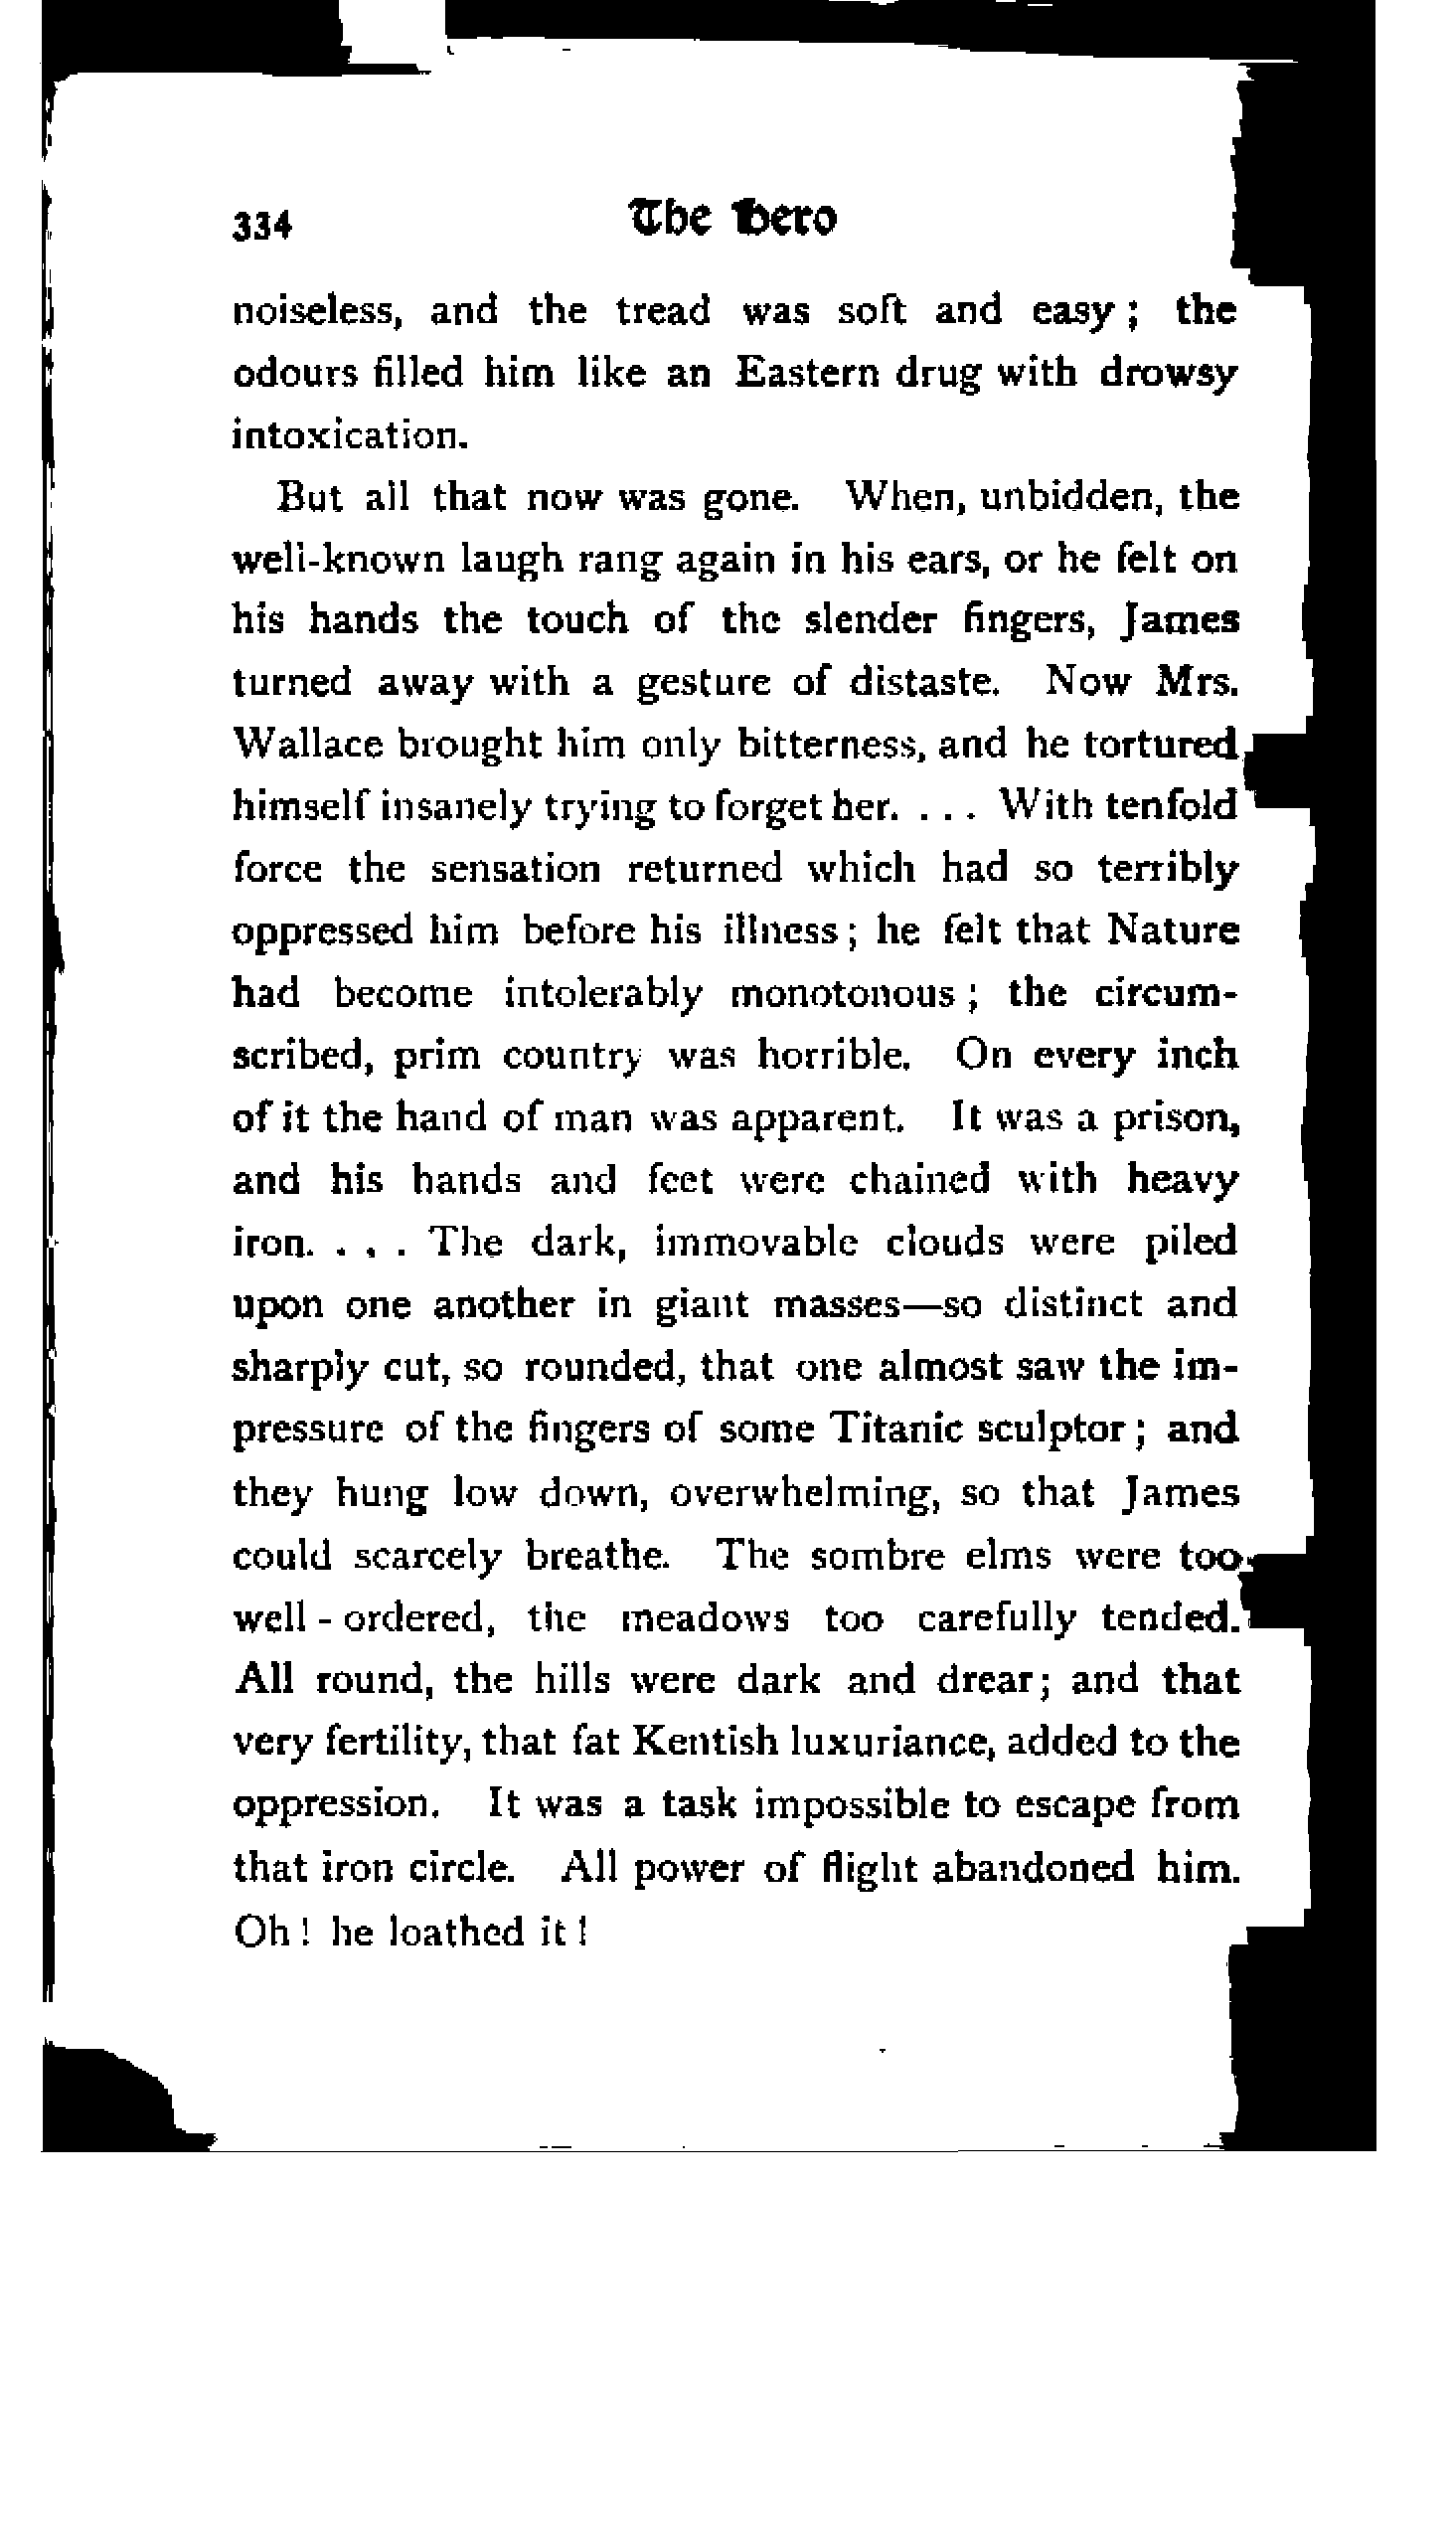 334 The Hero
noiseless, and the tread was soft and easy; the
odours filled him like an Eastern drug with drowsy
intoxication.
But all that now was gone. When, unbidden, the
well-known laugh rang again in his ears, or he felt on
his hands the touch of the slender fingers, James
turned away with a gesture of distaste. Now Mrs.
Wallace brought him only bitterness, and he tortured
himself insanely trying to forget her. . . . With tenfold
force the sensation returned which had so terribly
oppressed him before his illness; he felt that Nature
had become intolerably monotonous; the circum-
scribed, prim country was horrible. On every inch
of it the hand of man was apparent. It was a prison,
and his hands and feet were chained with heavy
iron. . . . The dark, immovable clouds were piled
upon one another in giant masses—so distinct and
sharply cut, so rounded, that one almost saw the im-
pressure of the fingers of some Titanic sculptor; and
they hung low down, overwhelming, so that James
could scarcely breathe. The sombre elms were too
well-ordered, the meadows too carefully tended.
All round, the hills were dark and drear; and that
very fertility, that fat Kentish luxuriance, added to the
oppression. It was a task impossible to escape from
that iron circle. All power of flight abandoned him.
Oh! he loathed it!